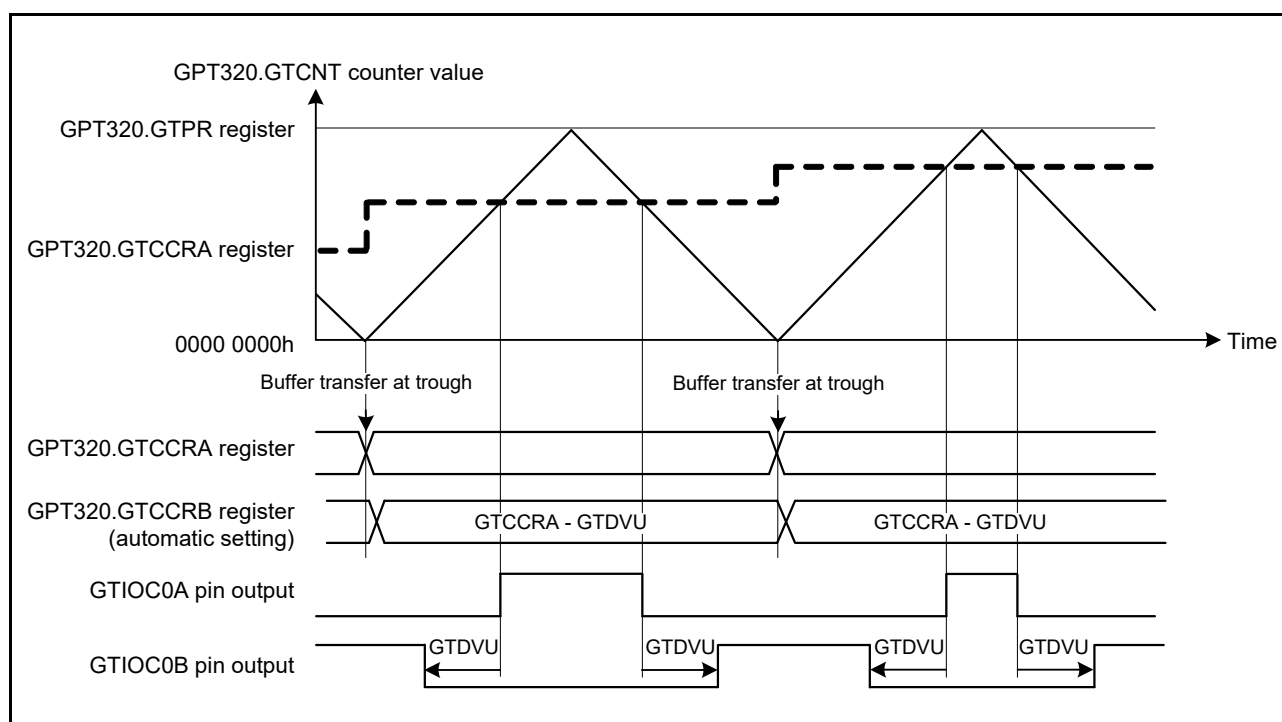 GPT320.GTCNT counter value
GPT320.GTPR register
GPT320.GTCCRA register
0000 0000h
Time
Buffer transfer at trough
Buffer transfer at trough
GPT320.GTCCRA register
GPT320.GTCCRB register
(automatic setting)
GTCCRA - GTDVU
GTCCRA - GTDVU
GTIOC0A pin output
GTDVU
GTDVU
GTDVU
GTDVU
GTIOC0B pin output